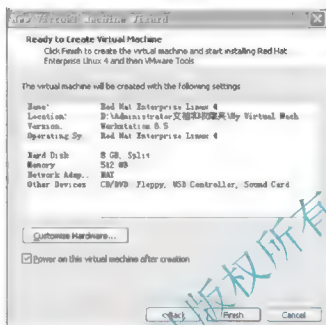 New Virtual Machine Wizard
Ready to Create Virtual Machine
Click Finish to create the virtual machine and start installing Red Hat
Enterprise Linux 4 and then VMware Tools
The virtual machine will be created with the following settings
Name: Red Hat Enterprise Linux 4
Location: D:\Administrator\My Virtual Mach
Version: Workstation 6.5
Operating Sy Red Hat Enterprise Linux 4
Hard Disk 8 GB, Split
Memory 512 MB
Network Adap.. NAT
Other Devices CD/DVD Floppy, USB Controller, Sound Card
Customize Hardware...
Power on this virtual machine after creation
<Back Finish Cancel
版权所有